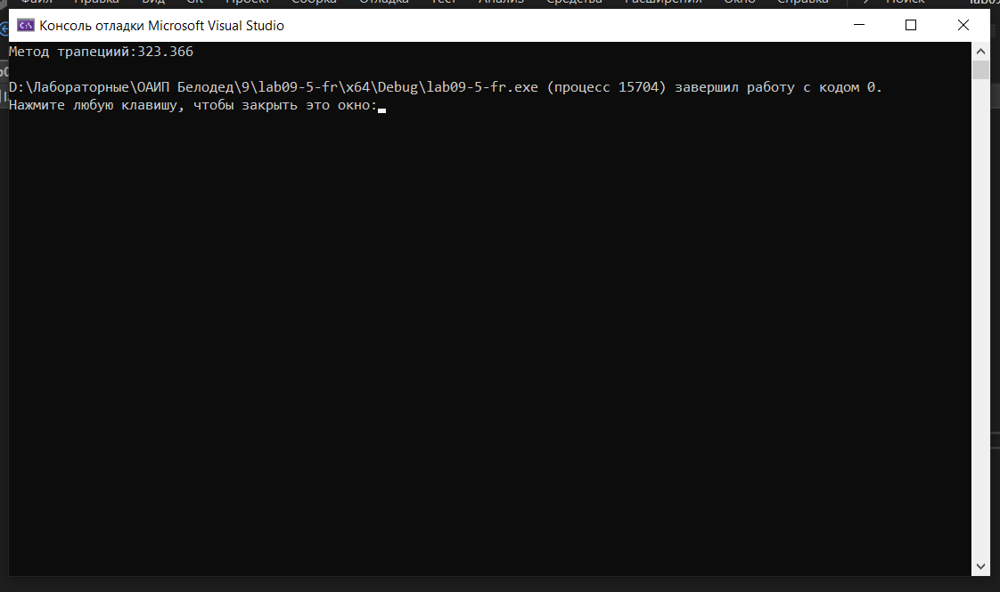 Файл Правка Вид Git Проект Сборка Отладка Тест Анализ Средства Расширения Окно Справка Поиск
Консоль отладки Microsoft Visual Studio
Метод трапециий:323.366
D:\Лабораторные\ОАИП Белодед\9\lab09-5-fr\x64\Debug\lab09-5-fr.exe (процесс 15704) завершил работу с кодом 0.
Нажмите любую клавишу, чтобы закрыть это окно: